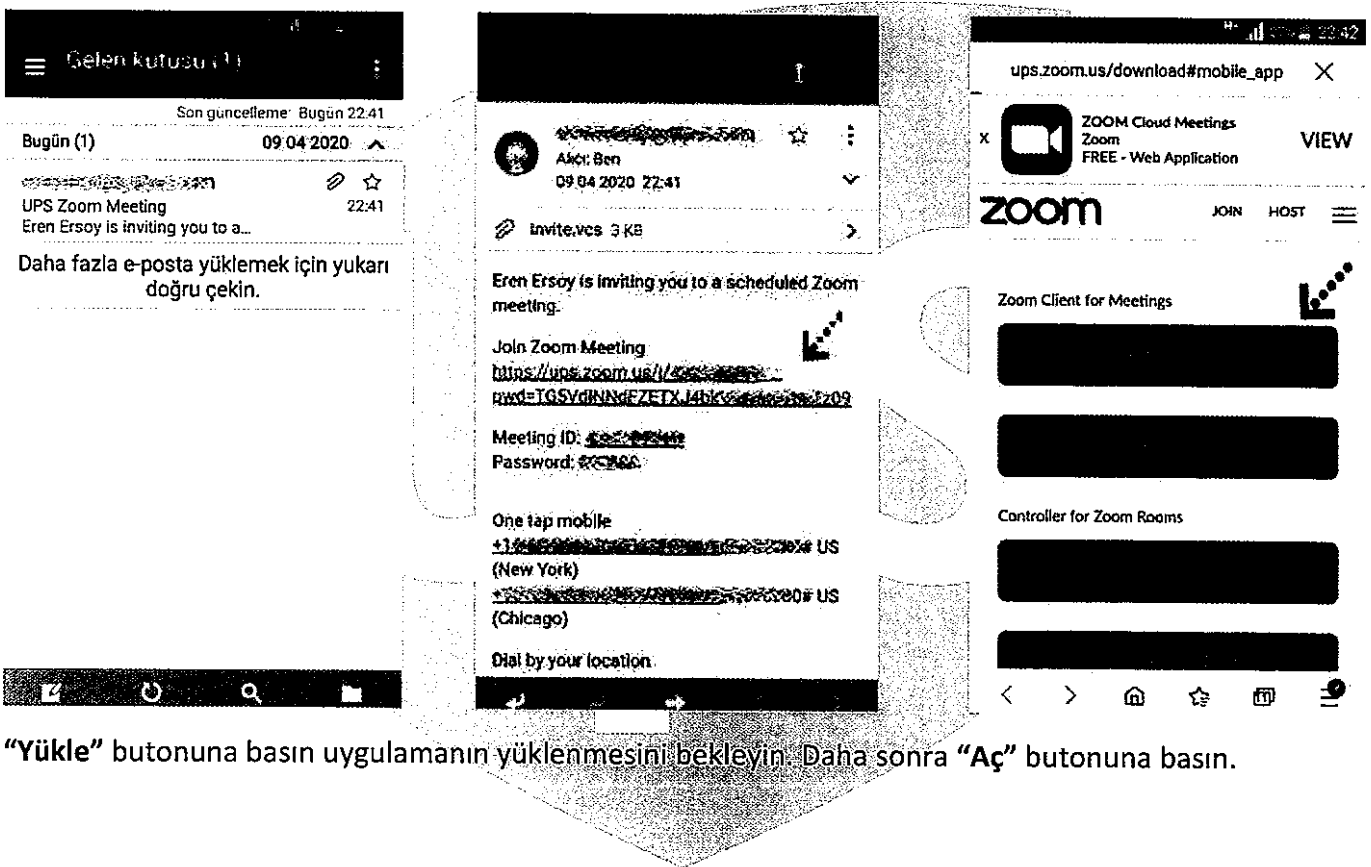 Gelen kutusu (1)
Son güncelleme: Bugün 22:41
Bugün (1) 09 04 2020
UPS Zoom Meeting 22:41
Eren Ersoy is inviting you to a...
Daha fazla e-posta yüklemek için yukarı
doğru çekin.
Alıcı: Ben
09 04 2020 22:41
Invite.vcs 3 KB
Eren Ersoy is inviting you to a scheduled Zoom
meeting.
Join Zoom Meeting
https://ups.zoom.us/j/
Meeting ID:
Password:
One tap mobile
US
(New York)
US
(Chicago)
Dial by your location
22:42
ups.zoom.us/download#mobile_app
x ZOOM Cloud Meetings
Zoom
FREE - Web Application
VIEW
zoom JOIN HOST
Zoom Client for Meetings
Controller for Zoom Rooms
“Yükle” butonuna basın uygulamanın yüklenmesini bekleyin. Daha sonra “Aç” butonuna basın.